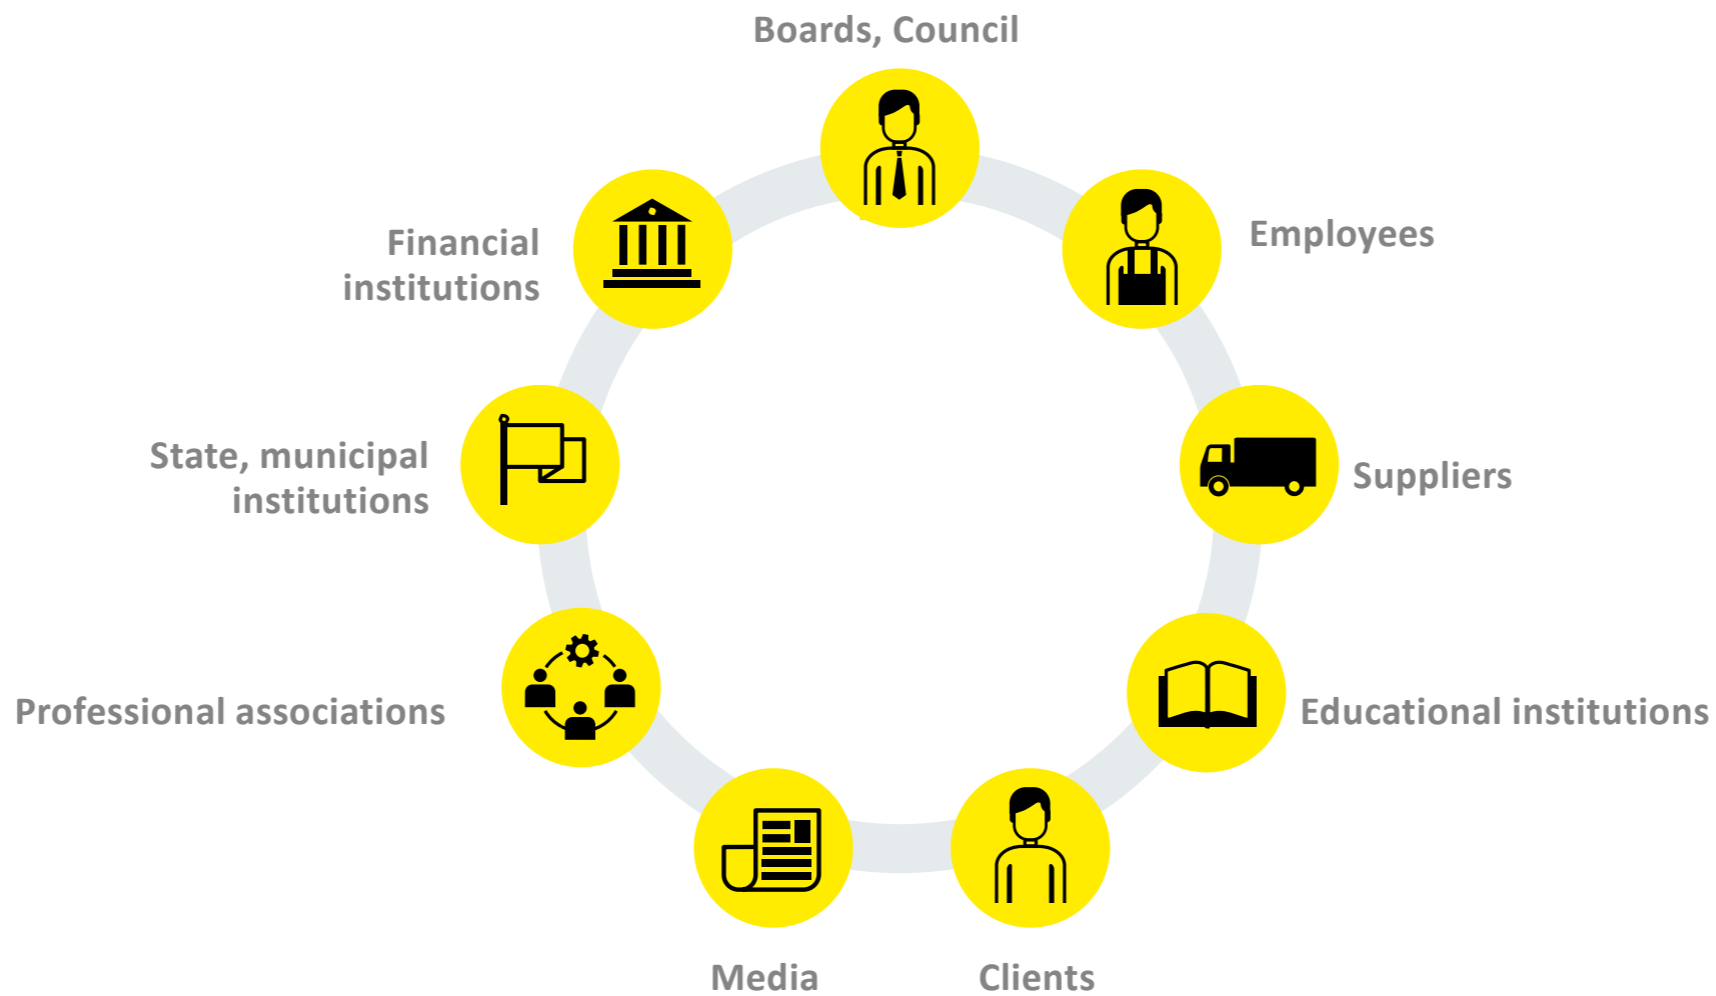 Boards, Council
Employees
Financial
institutions
State, municipal
institutions
Suppliers
Professional associations
Educational institutions
Media
Clients